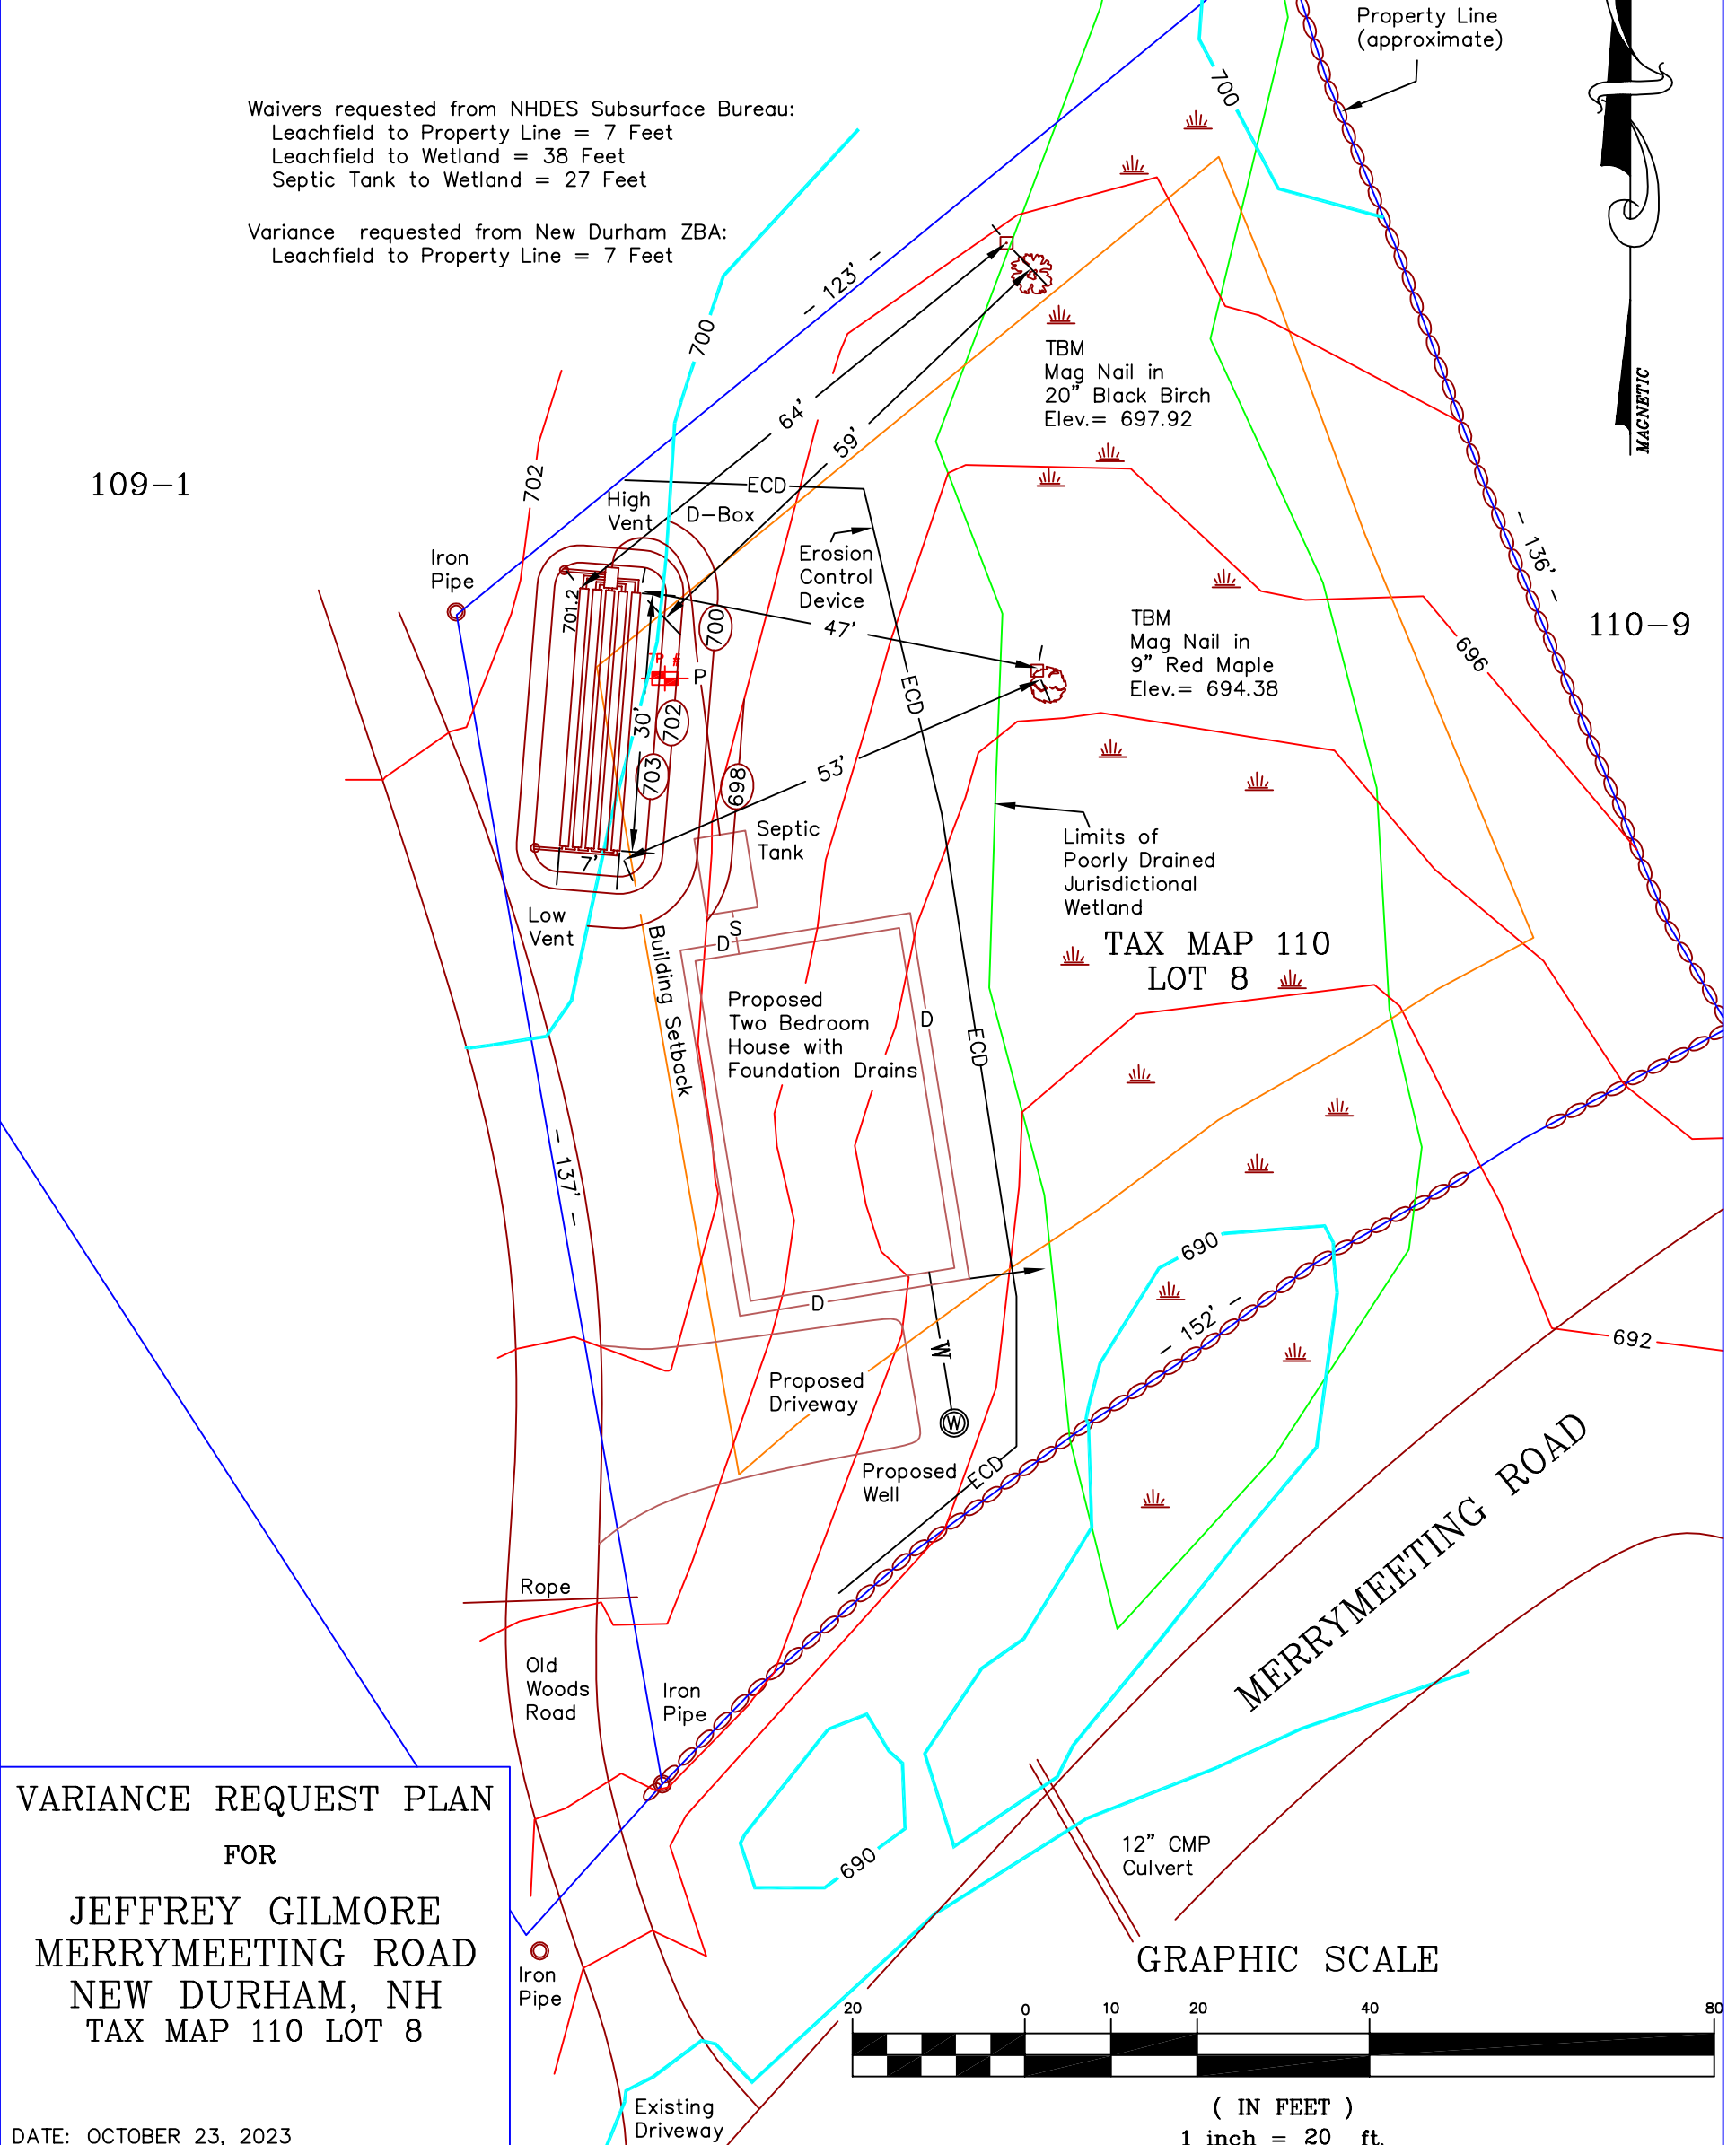 Property Line
(approximate)
700
Waivers requested from NHDES Subsurface Bureau:
Leachfield to Property Line = 7 Feet
Leachfield to Wetland = 38 Feet
Septic Tank to Wetland = 27 Feet
Variance requested from New Durham ZBA:
Leachfield to Property Line = 7 Feet
- 123' -
700
MAGNETIC
TBM
Mag Nail in
20" Black Birch
Elev.= 697.92
64'
59'
109-1
702
ECD
High
Vent
D-Box
Erosion
Control
Device
Iron
Pipe
- 136' -
110-9
701.2
700
47'
TBM
Mag Nail in
9" Red Maple
Elev.= 694.38
696
P #
P
ECD
30'
702
703
698
53'
Septic
Tank
Limits of
Poorly Drained
Jurisdictional
Wetland
7'
Low
Vent
S
D
Building Setback
TAX MAP 110
LOT 8
Proposed
Two Bedroom
House with
Foundation Drains
D
ECD
- 137' -
690
D
- 152' -
692
W
Proposed
Driveway
W
Proposed
Well
ECD
MERRYMEETING ROAD
Rope
Old
Woods
Road
Iron
Pipe
VARIANCE REQUEST PLAN
FOR
JEFFREY GILMORE
MERRYMEETING ROAD
NEW DURHAM, NH
TAX MAP 110 LOT 8
DATE: OCTOBER 23, 2023
690
12" CMP
Culvert
Iron
Pipe
GRAPHIC SCALE
20 0 10 20 40 80
( IN FEET )
1 inch = 20 ft.
Existing
Driveway